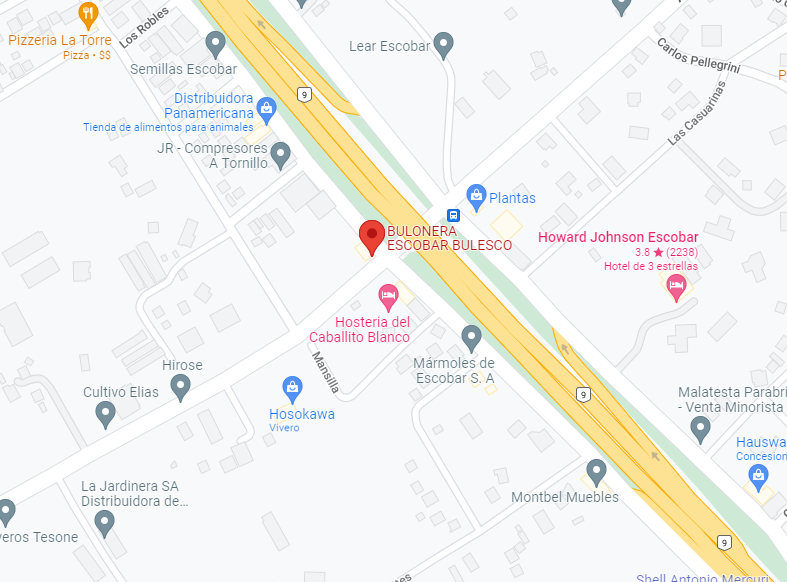 Pizzeria La Torre
Pizza • $$
Los Robles
Semillas Escobar
Lear Escobar
Carlos Pellegrini
Las Casuarinas
9
Distribuidora
Panamericana
Tienda de alimentos para animales
JR - Compresores
A Tornillo
Plantas
BULONERA
ESCOBAR BULESCO
Howard Johnson Escobar
3.8 ★ (2238)
Hotel de 3 estrellas
Hosteria del
Caballito Blanco
Mansilla
Mármoles de
Escobar S. A
Hirose
Cultivo Elias
Hosokawa
Vivero
9
Malatesta Parabri
- Venta Minorista
Hauswa
Concesion
La Jardinera SA
Distribuidora de...
Montbel Muebles
veros Tesone
9
Shell Antonio Mercuri